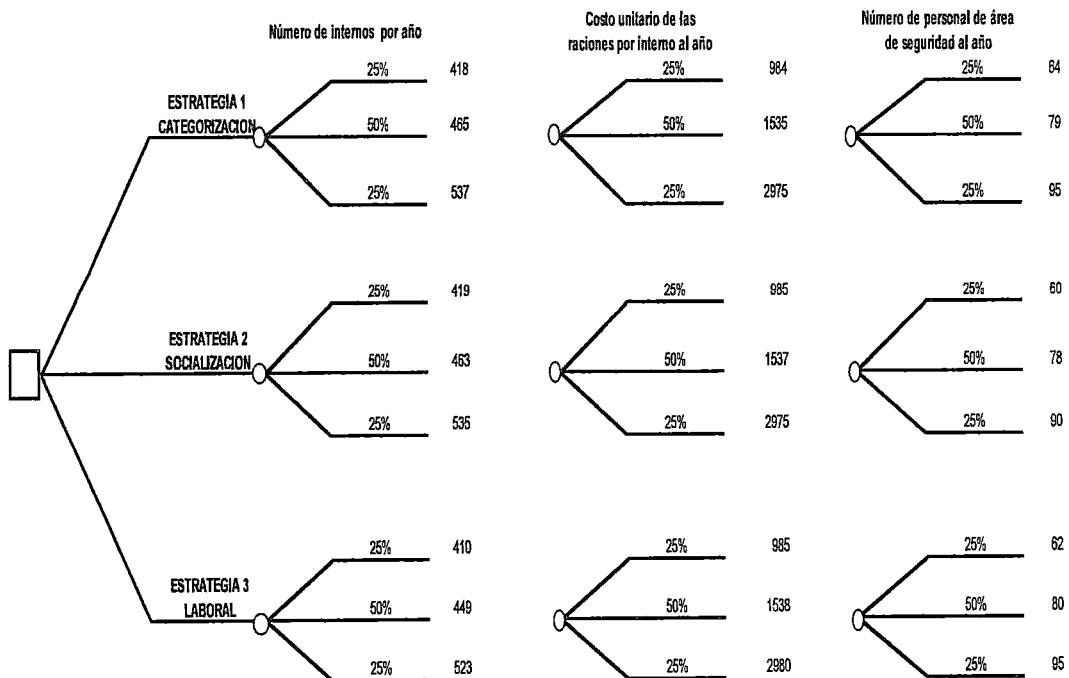 Número de internos por año
Costo unitario de las
raciones por interno al año
Número de personal de área
de seguridad al año
ESTRATEGIA 1
CATEGORIZACION
25% 418
50% 465
25% 537
25% 984
50% 1535
25% 2975
25% 64
50% 79
25% 95
ESTRATEGIA 2
SOCIALIZACION
25% 419
50% 463
25% 535
25% 985
50% 1537
25% 2975
25% 60
50% 78
25% 90
ESTRATEGIA 3
LABORAL
25% 410
50% 449
25% 523
25% 985
50% 1538
25% 2980
25% 62
50% 80
25% 95